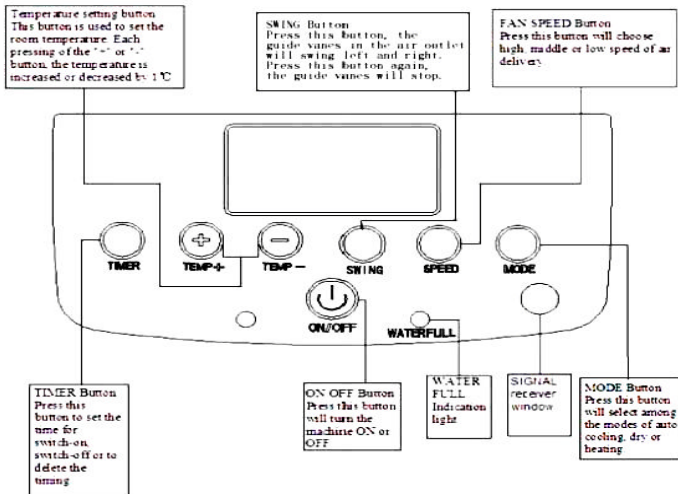 Temperature setting button
This button is used to set the
room temperature. Each
pressing of the "+" or "-"
button, the temperature is
increased or decreased by 1℃
SWING Button
Press this button, the
guide vanes in the air outlet
will swing left and right.
Press this button again,
the guide vanes will stop.
FAN SPEED Button
Press this button will choose
high, middle or low speed of air
delivery
TIMER
TEMP+
TEMP-
SWING
SPEED
MODE
ON/OFF
WATERFULL
TIMER Button
Press this
button to set the
time for
switch-on,
switch-off or to
delete the
timing
ON OFF Button
Press this button
will turn the
machine ON or
OFF
WATER
FULL
Indication
light
SIGNAL
receiver
window
MODE Button
Press this button
will select among
the modes of auto
cooling, dry or
heating